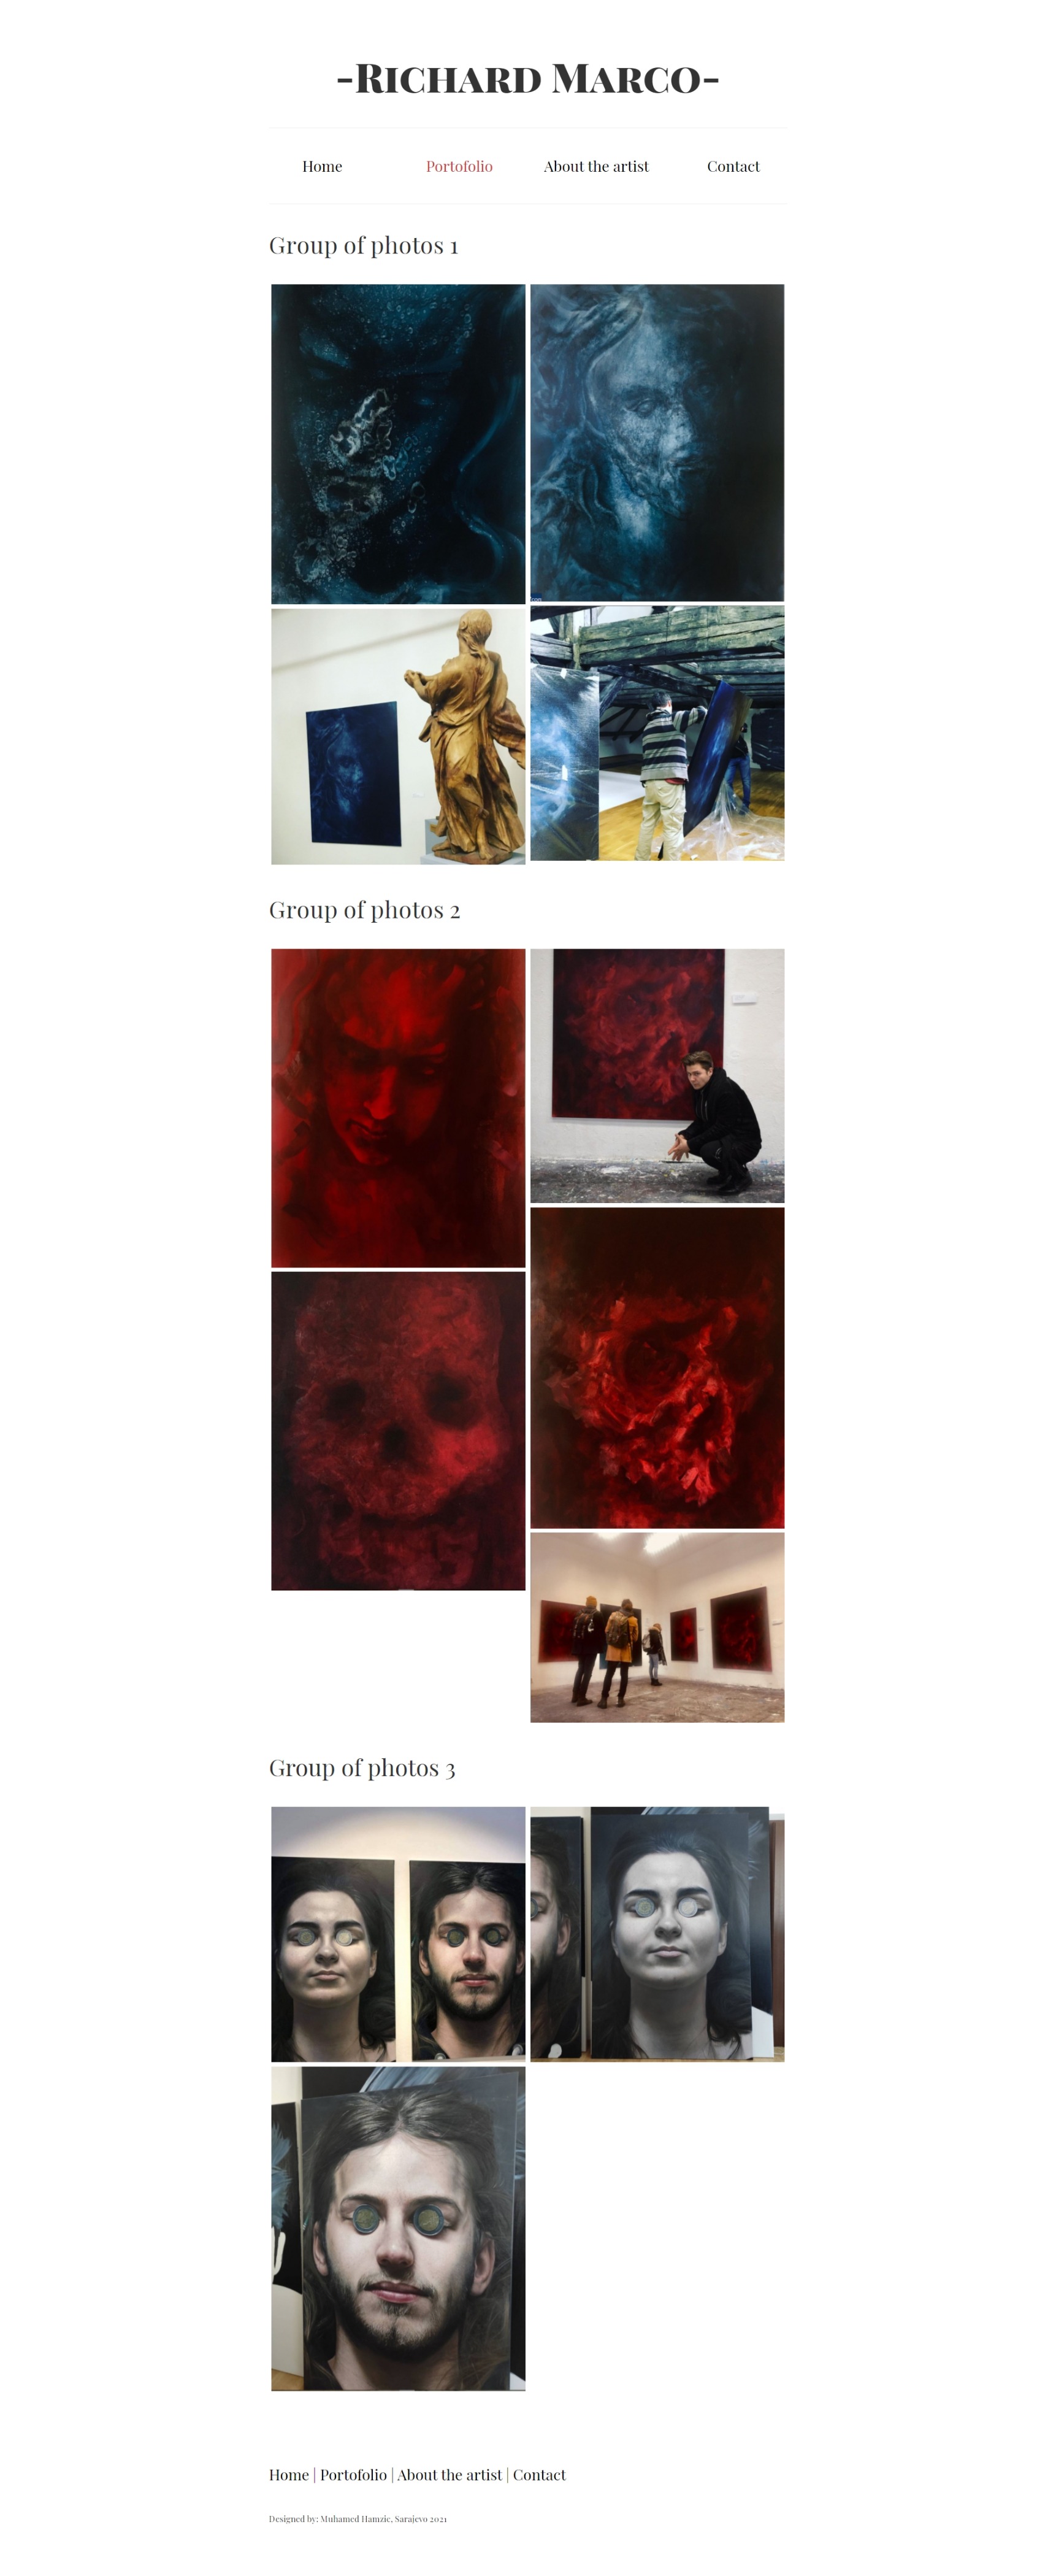 -Richard Marco-
Home Portofolio About the artist Contact
Group of photos 1
Group of photos 2
Group of photos 3
Home | Portofolio | About the artist | Contact
Designed by: Muhamed Hamzic, Sarajevo 2021